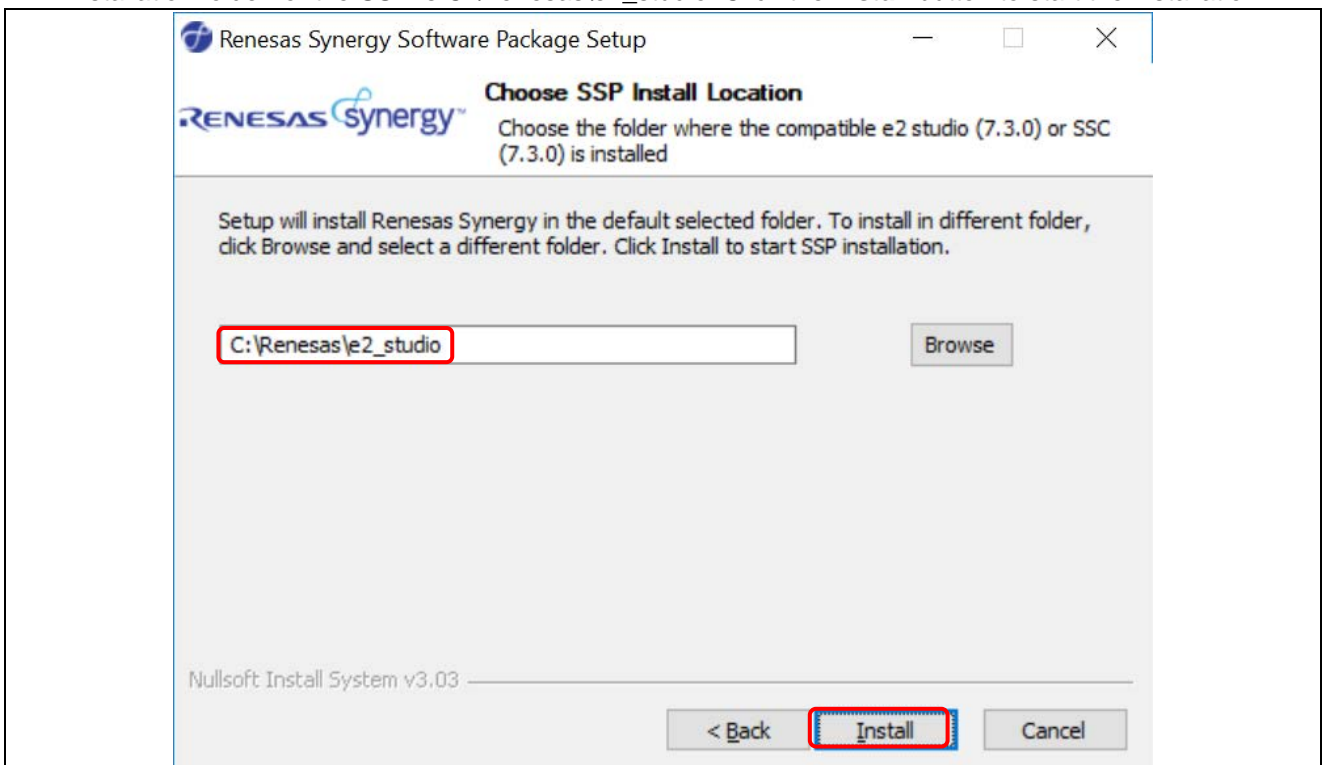 Renesas Synergy Software Package Setup
RENESAS synergy™
Choose SSP Install Location
Choose the folder where the compatible e2 studio (7.3.0) or SSC
(7.3.0) is installed
Setup will install Renesas Synergy in the default selected folder. To install in different folder,
click Browse and select a different folder. Click Install to start SSP installation.
C:\Renesas\e2_studio
Browse
Nullsoft Install System v3.03
< Back
Install
Cancel